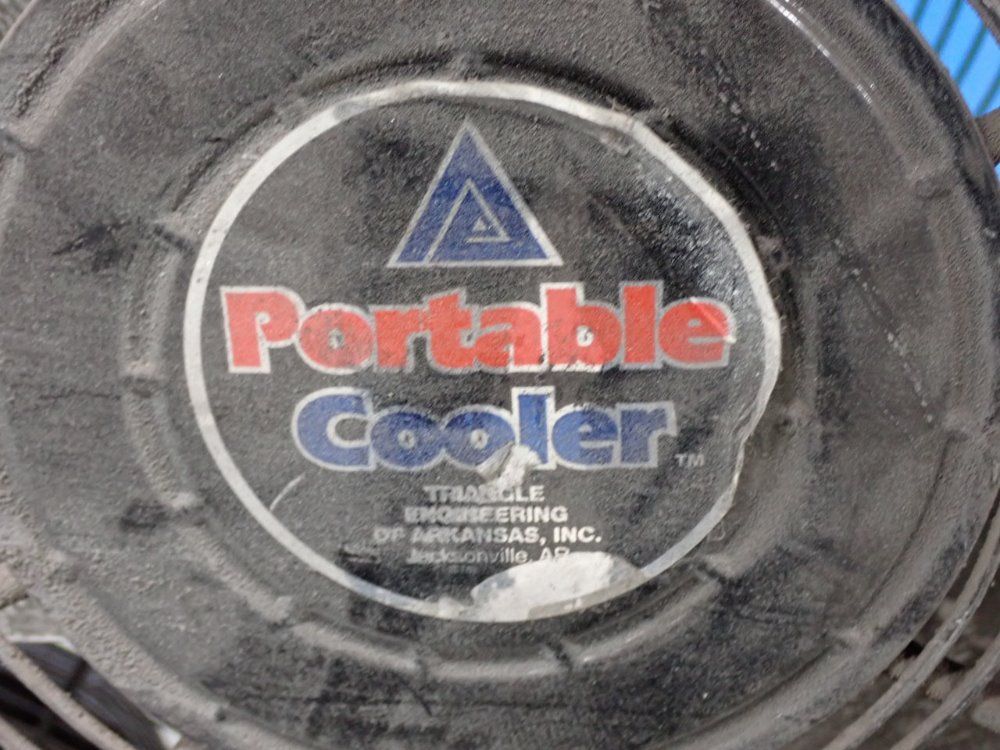 Portable
Cooler
TM
TRIANGLE
ENGINEERING
OF ARKANSAS, INC.
Jacksonville, AR